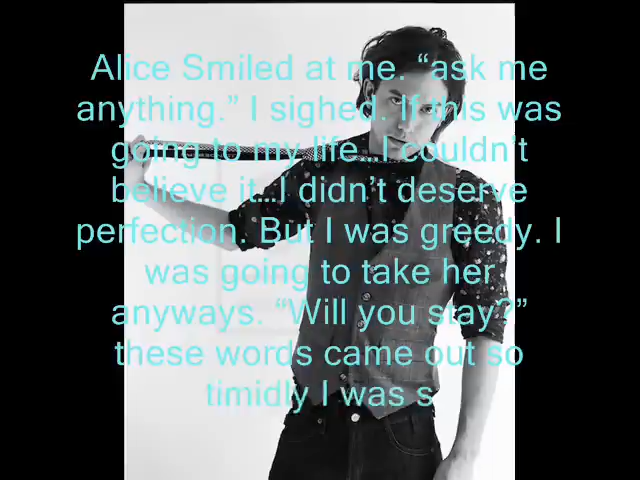 Alice Smiled at me. “ask me
anything.” I sighed. If this was
going to my life…I couldn’t
believe it…I didn’t deserve
perfection. But I was greedy. I
was going to take her
anyways. “Will you stay?”
these words came out so
timidly I was s